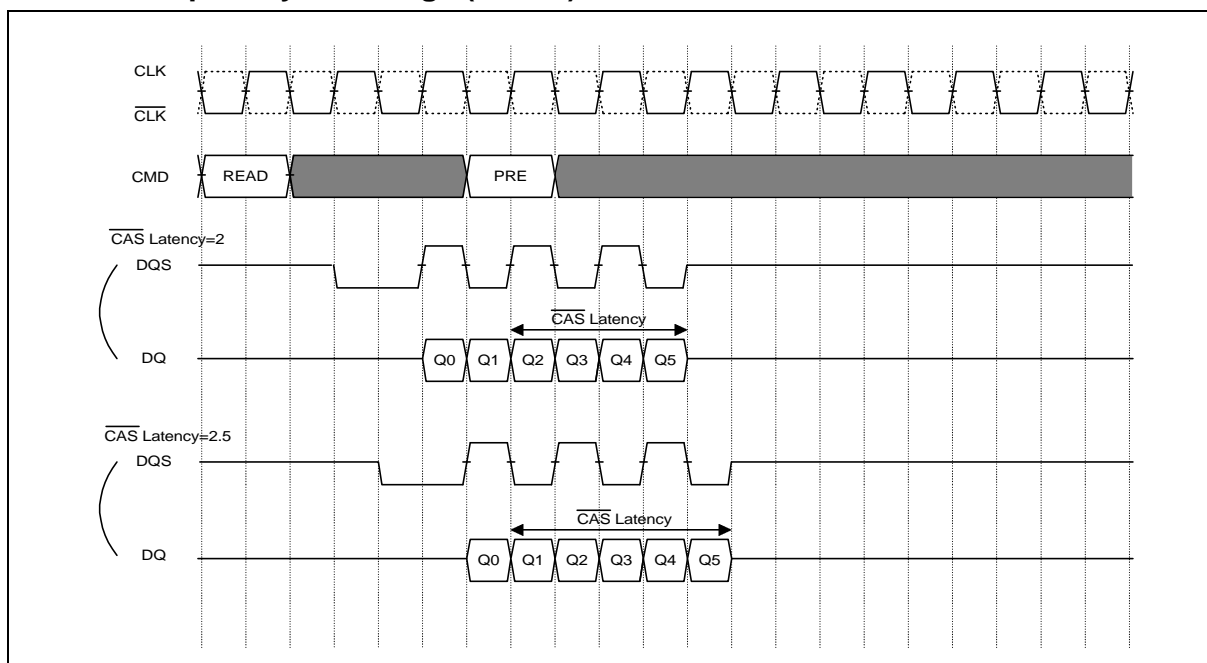 CLK
CLK
CMD READ PRE
CAS Latency=2
DQS
CAS Latency
DQ Q0 Q1 Q2 Q3 Q4 Q5
CAS Latency=2.5
DQS
CAS Latency
DQ Q0 Q1 Q2 Q3 Q4 Q5